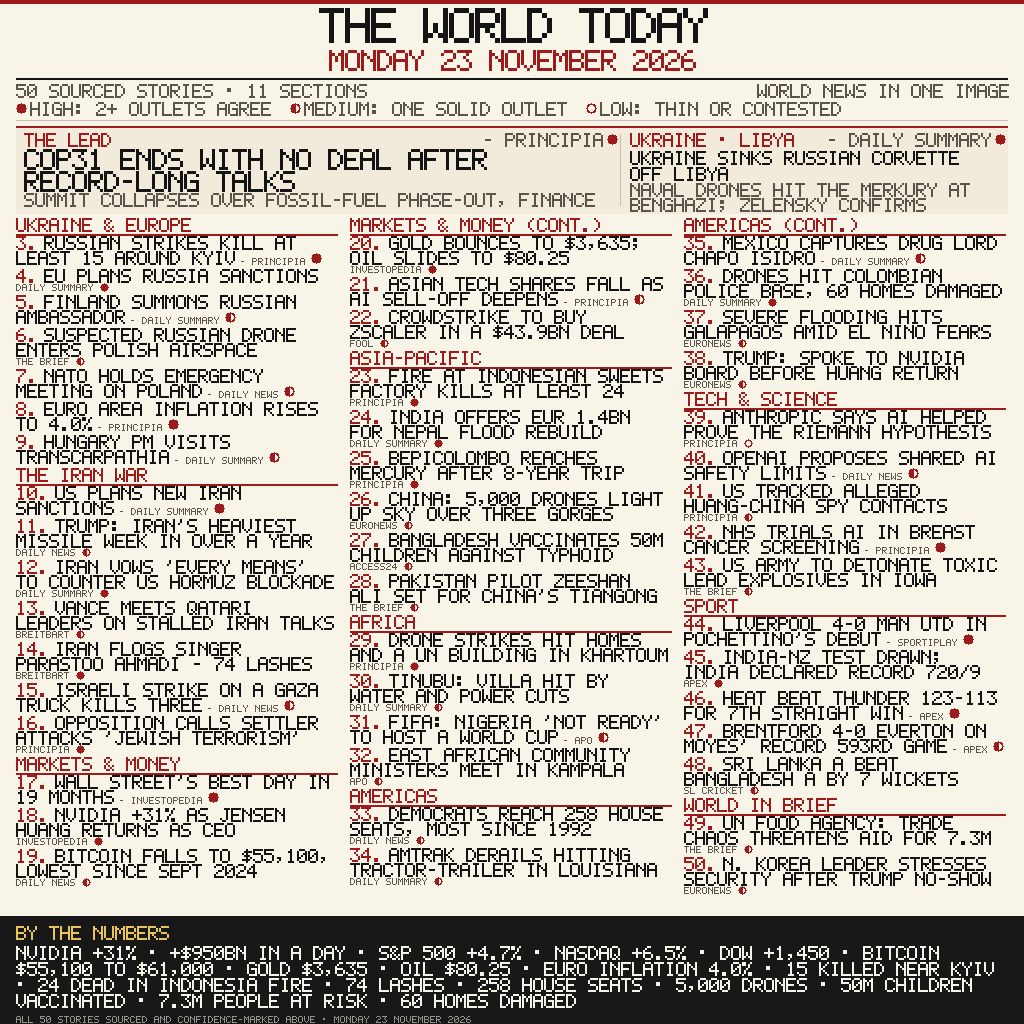 THE WORLD TODAY
MONDAY 23 NOVEMBER 2026
50 SOURCED STORIES · 11 SECTIONS
WORLD NEWS IN ONE IMAGE
●HIGH: 2+ OUTLETS AGREE ◐MEDIUM: ONE SOLID OUTLET ○LOW: THIN OR CONTESTED
THE LEAD - PRINCIPIA●
COP31 ENDS WITH NO DEAL AFTER
RECORD-LONG TALKS
SUMMIT COLLAPSES OVER FOSSIL-FUEL PHASE-OUT, FINANCE
UKRAINE · LIBYA - DAILY SUMMARY●
UKRAINE SINKS RUSSIAN CORVETTE
OFF LIBYA
NAVAL DRONES HIT THE MERKURY AT
BENGHAZI; ZELENSKY CONFIRMS
UKRAINE & EUROPE
3. RUSSIAN STRIKES KILL AT
LEAST 15 AROUND KYIV - PRINCIPIA ●
4. EU PLANS RUSSIA SANCTIONS
DAILY SUMMARY ●
5. FINLAND SUMMONS RUSSIAN
AMBASSADOR - DAILY SUMMARY ◐
6. SUSPECTED RUSSIAN DRONE
ENTERS POLISH AIRSPACE
THE BRIEF ◐
7. NATO HOLDS EMERGENCY
MEETING ON POLAND - DAILY NEWS ◐
8. EURO AREA INFLATION RISES
TO 4.0% - PRINCIPIA ●
9. HUNGARY PM VISITS
TRANSCARPATHIA - DAILY SUMMARY ◐
THE IRAN WAR
10. US PLANS NEW IRAN
SANCTIONS - DAILY SUMMARY ●
11. TRUMP: IRAN'S HEAVIEST
MISSILE WEEK IN OVER A YEAR
DAILY NEWS ◐
12. IRAN VOWS 'EVERY MEANS'
TO COUNTER US HORMUZ BLOCKADE
DAILY SUMMARY ●
13. VANCE MEETS QATARI
LEADERS ON STALLED IRAN TALKS
BREITBART ◐
14. IRAN FLOGS SINGER
PARASTOO AHMADI - 74 LASHES
BREITBART ◐
15. ISRAELI STRIKE ON A GAZA
TRUCK KILLS THREE - DAILY NEWS ◐
16. OPPOSITION CALLS SETTLER
ATTACKS 'JEWISH TERRORISM'
PRINCIPIA ●
MARKETS & MONEY
17. WALL STREET'S BEST DAY IN
19 MONTHS - INVESTOPEDIA ●
18. NVIDIA +31% AS JENSEN
HUANG RETURNS AS CEO
INVESTOPEDIA ●
19. BITCOIN FALLS TO $55,100,
LOWEST SINCE SEPT 2024
DAILY NEWS ◐
MARKETS & MONEY (CONT.)
20. GOLD BOUNCES TO $3,635;
OIL SLIDES TO $80.25
INVESTOPEDIA ●
21. ASIAN TECH SHARES FALL AS
AI SELL-OFF DEEPENS - PRINCIPIA ◐
22. CROWDSTRIKE TO BUY
ZSCALER IN A $43.9BN DEAL
FOOL ◐
ASIA-PACIFIC
23. FIRE AT INDONESIAN SWEETS
FACTORY KILLS AT LEAST 24
PRINCIPIA ●
24. INDIA OFFERS EUR 1.4BN
FOR NEPAL FLOOD REBUILD
DAILY SUMMARY ●
25. BEPICOLOMBO REACHES
MERCURY AFTER 8-YEAR TRIP
PRINCIPIA ●
26. CHINA: 5,000 DRONES LIGHT
UP SKY OVER THREE GORGES
EURONEWS ◐
27. BANGLADESH VACCINATES 50M
CHILDREN AGAINST TYPHOID
ACCESS24 ◐
28. PAKISTAN PILOT ZEESHAN
ALI SET FOR CHINA'S TIANGONG
THE BRIEF ◐
AFRICA
29. DRONE STRIKES HIT HOMES
AND A UN BUILDING IN KHARTOUM
PRINCIPIA ●
30. TINUBU: VILLA HIT BY
WATER AND POWER CUTS
DAILY SUMMARY ◐
31. FIFA: NIGERIA 'NOT READY'
TO HOST A WORLD CUP - APO ◐
32. EAST AFRICAN COMMUNITY
MINISTERS MEET IN KAMPALA
APO ◐
AMERICAS
33. DEMOCRATS REACH 258 HOUSE
SEATS, MOST SINCE 1992
DAILY NEWS ◐
34. AMTRAK DERAILS HITTING
TRACTOR-TRAILER IN LOUISIANA
DAILY SUMMARY ◐
AMERICAS (CONT.)
35. MEXICO CAPTURES DRUG LORD
CHAPO ISIDRO - DAILY SUMMARY ◐
36. DRONES HIT COLOMBIAN
POLICE BASE, 60 HOMES DAMAGED
DAILY SUMMARY ◐
37. SEVERE FLOODING HITS
GALAPAGOS AMID EL NINO FEARS
EURONEWS ◐
38. TRUMP: SPOKE TO NVIDIA
BOARD BEFORE HUANG RETURN
EURONEWS ◐
TECH & SCIENCE
39. ANTHROPIC SAYS AI HELPED
PROVE THE RIEMANN HYPOTHESIS
PRINCIPIA ○
40. OPENAI PROPOSES SHARED AI
SAFETY LIMITS - DAILY NEWS ◐
41. US TRACKED ALLEGED
HUANG-CHINA SPY CONTACTS
PRINCIPIA ◐
42. NHS TRIALS AI IN BREAST
CANCER SCREENING - PRINCIPIA ●
43. US ARMY TO DETONATE TOXIC
LEAD EXPLOSIVES IN IOWA
THE BRIEF ◐
SPORT
44. LIVERPOOL 4-0 MAN UTD IN
POCHETTINO'S DEBUT - SPORTIPLAY ●
45. INDIA-NZ TEST DRAWN;
INDIA DECLARED RECORD 720/9
APEX ●
46. HEAT BEAT THUNDER 123-113
FOR 7TH STRAIGHT WIN - APEX ●
47. BRENTFORD 4-0 EVERTON ON
MOYES' RECORD 593RD GAME - APEX ◐
48. SRI LANKA A BEAT
BANGLADESH A BY 7 WICKETS
SL CRICKET ◐
WORLD IN BRIEF
49. UN FOOD AGENCY: TRADE
CHAOS THREATENS AID FOR 7.3M
THE BRIEF ◐
50. N. KOREA LEADER STRESSES
SECURITY AFTER TRUMP NO-SHOW
EURONEWS ◐
BY THE NUMBERS
NVIDIA +31% · +$950BN IN A DAY · S&P 500 +4.7% · NASDAQ +6.5% · DOW +1,450 · BITCOIN
$55,100 TO $61,000 · GOLD $3,635 · OIL $80.25 · EURO INFLATION 4.0% · 15 KILLED NEAR KYIV
· 24 DEAD IN INDONESIA FIRE · 74 LASHES · 258 HOUSE SEATS · 5,000 DRONES · 50M CHILDREN
VACCINATED · 7.3M PEOPLE AT RISK · 60 HOMES DAMAGED
ALL 50 STORIES SOURCED AND CONFIDENCE-MARKED ABOVE · MONDAY 23 NOVEMBER 2026